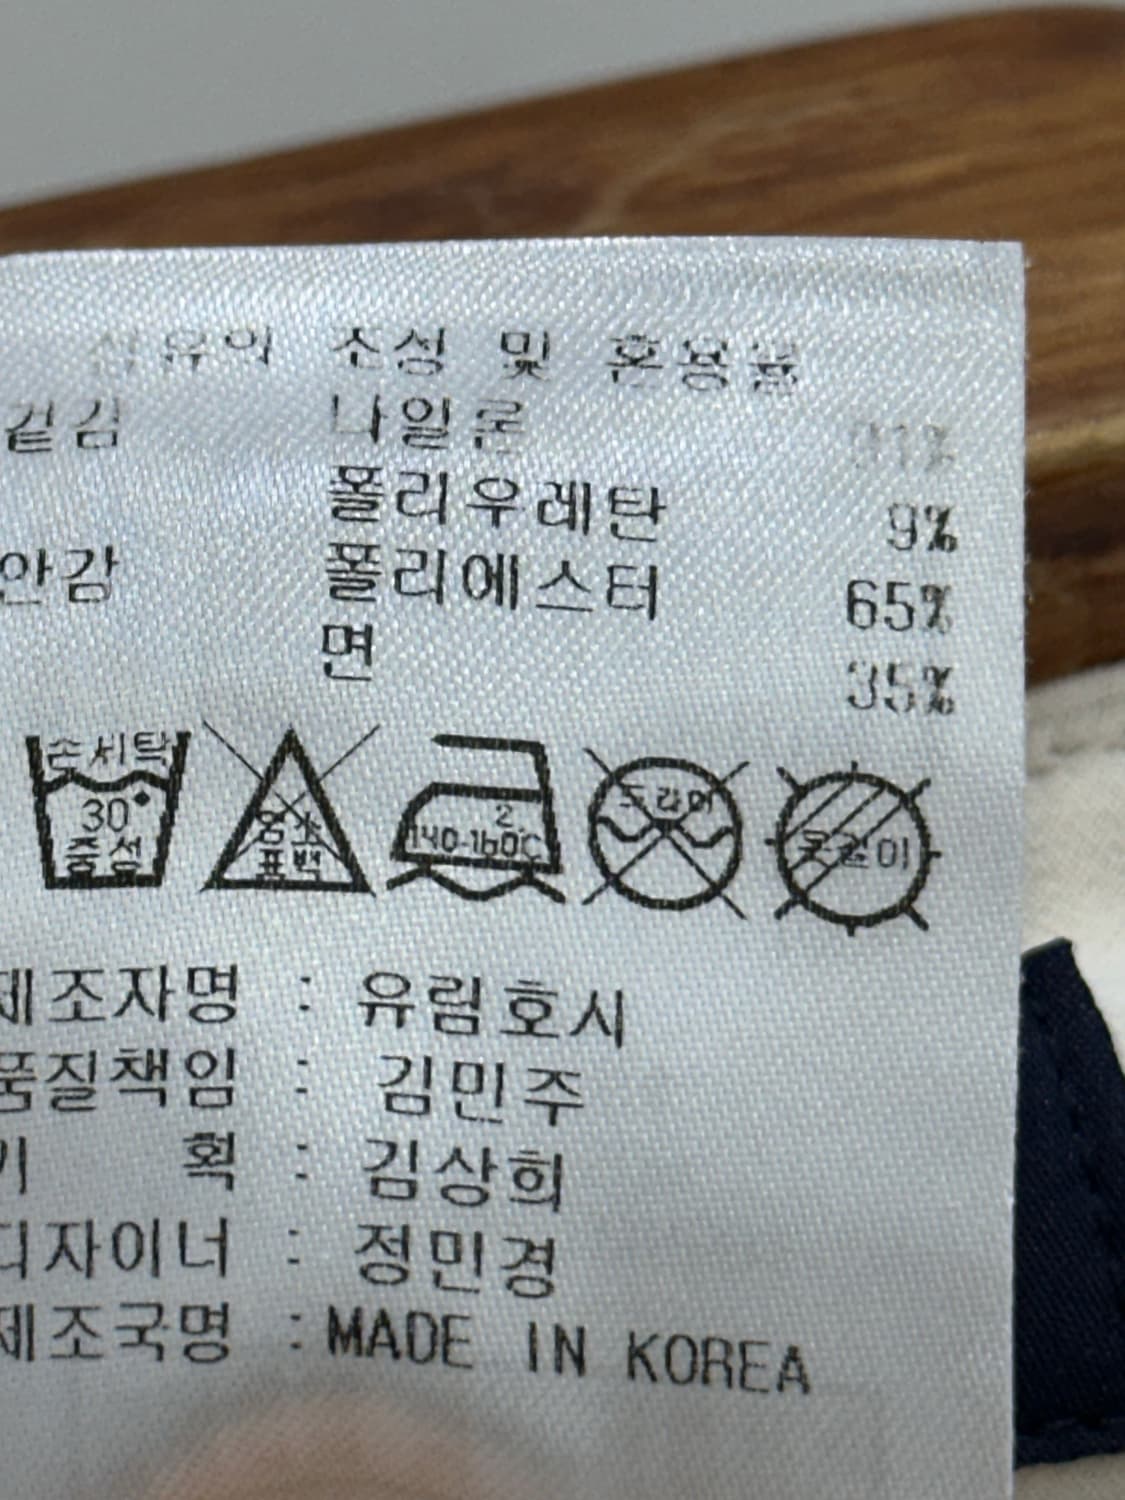 섬유의 조성 및 혼용률
겉감 나일론 91%
폴리우레탄 9%
안감 폴리에스터 65%
면 35%
손세탁
30°
중성
염소
표백
2.
140-160℃
드라이
옷걸이
제조자명 : 유림호시
품질책임 : 김민주
기 획 : 김상희
디자이너 : 정민경
제조국명 : MADE IN KOREA